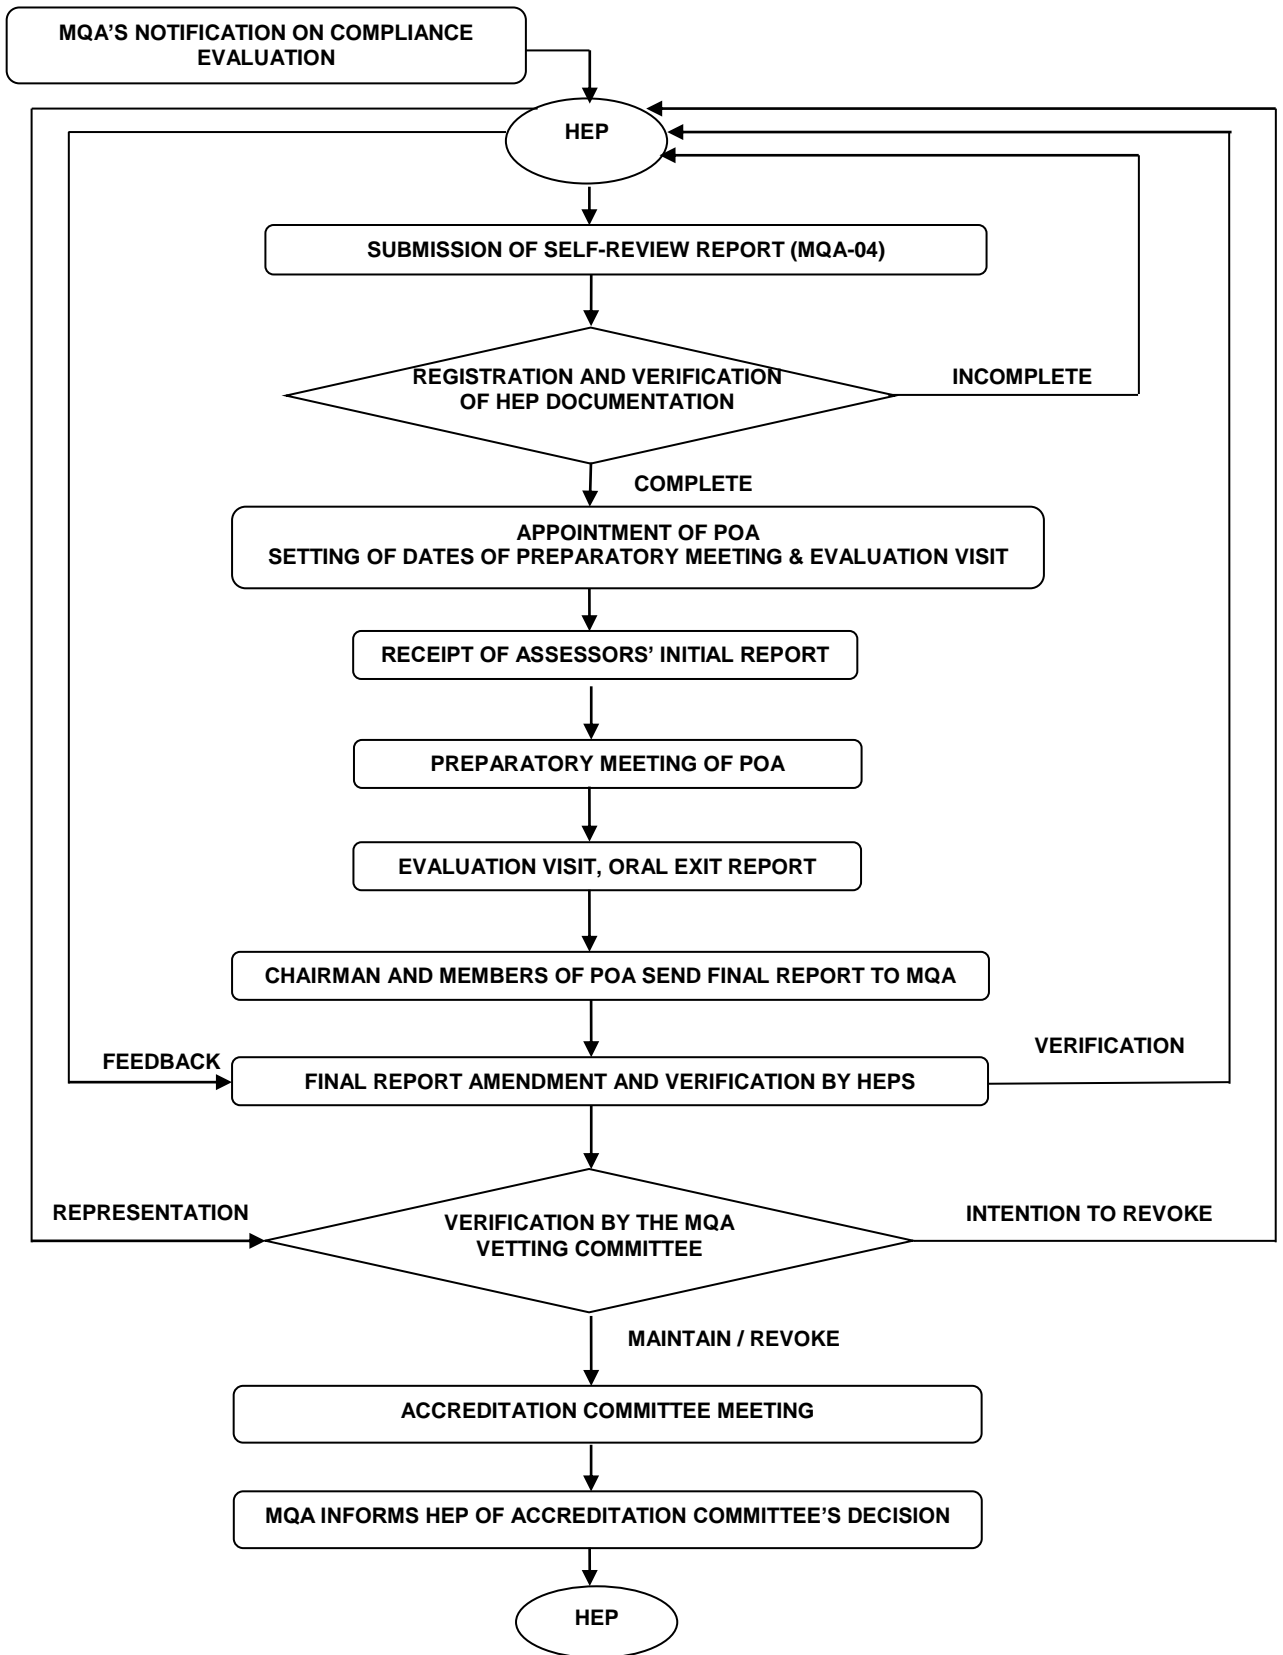 MQA'S NOTIFICATION ON COMPLIANCE
EVALUATION
HEP
SUBMISSION OF SELF-REVIEW REPORT (MQA-04)
REGISTRATION AND VERIFICATION
OF HEP DOCUMENTATION
INCOMPLETE
COMPLETE
APPOINTMENT OF POA
SETTING OF DATES OF PREPARATORY MEETING & EVALUATION VISIT
RECEIPT OF ASSESSORS' INITIAL REPORT
PREPARATORY MEETING OF POA
EVALUATION VISIT, ORAL EXIT REPORT
CHAIRMAN AND MEMBERS OF POA SEND FINAL REPORT TO MQA
FEEDBACK
VERIFICATION
FINAL REPORT AMENDMENT AND VERIFICATION BY HEPS
REPRESENTATION
VERIFICATION BY THE MQA
VETTING COMMITTEE
INTENTION TO REVOKE
MAINTAIN / REVOKE
ACCREDITATION COMMITTEE MEETING
MQA INFORMS HEP OF ACCREDITATION COMMITTEE'S DECISION
HEP